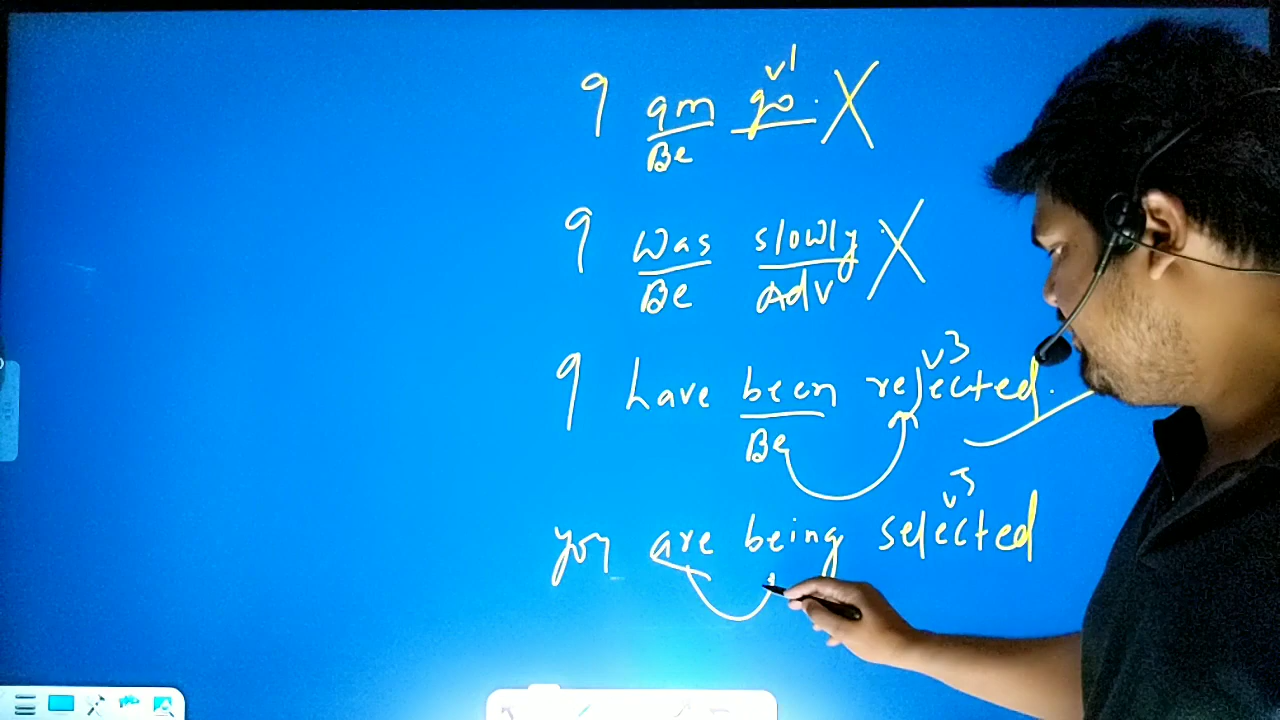 v1
I am go. X
Be
I was slowly X
Be Adv
v3
I have been rejected.
Be
v3
you are being selected